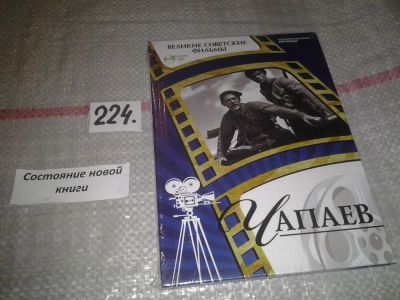 ВЕЛИКИЕ СОВЕТСКИЕ
ФИЛЬМЫ
224.
Состояние новой
книги
ЧАПАЕВ